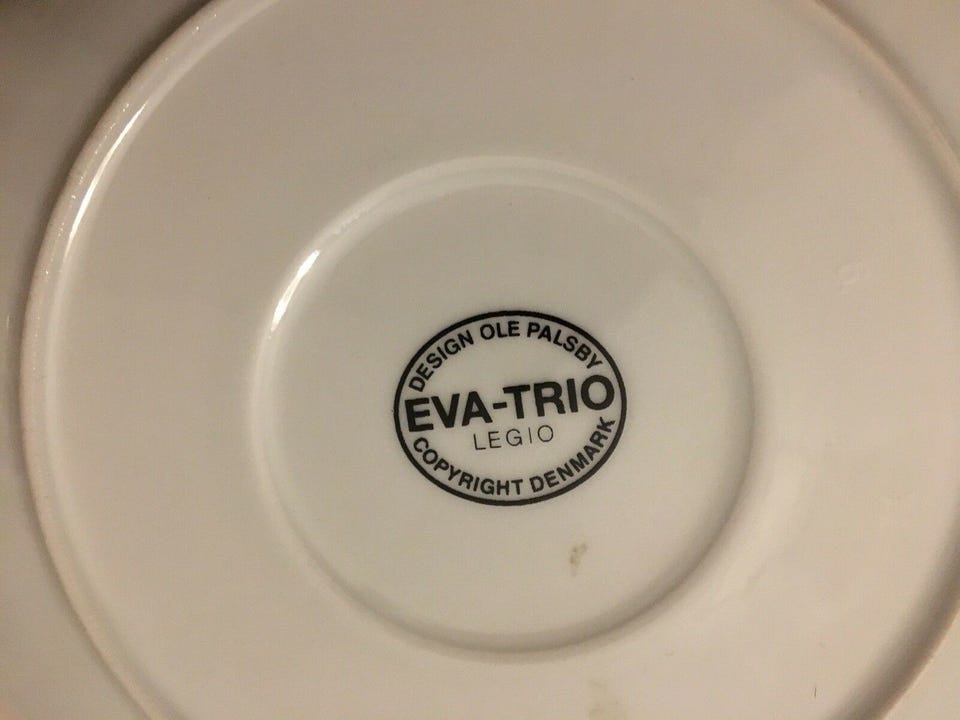 DESIGN OLE PALSBY
EVA-TRIO
LEGIO
COPYRIGHT DENMARK